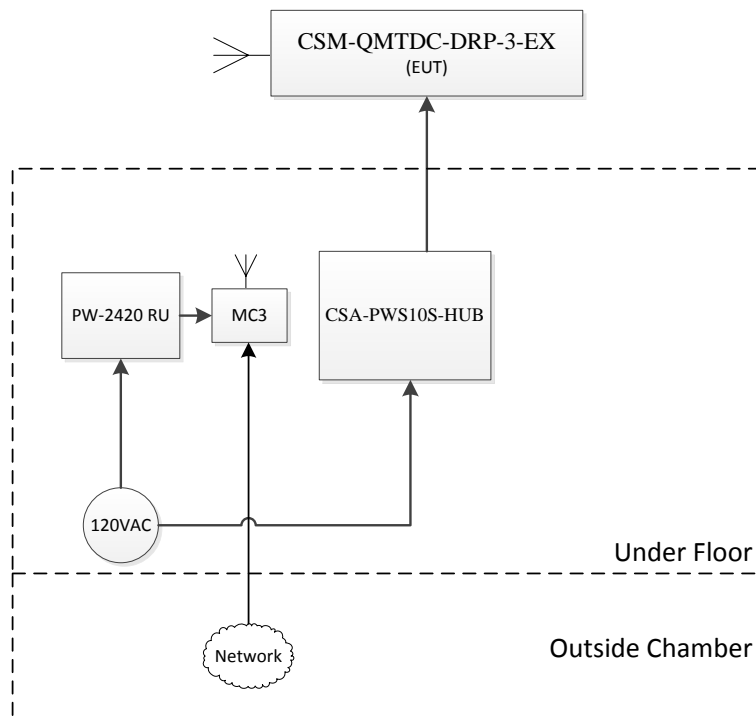 CSM-QMTDC-DRP-3-EX
(EUT)
PW-2420 RU
MC3
CSA-PWS10S-HUB
120VAC
Under Floor
Network
Outside Chamber